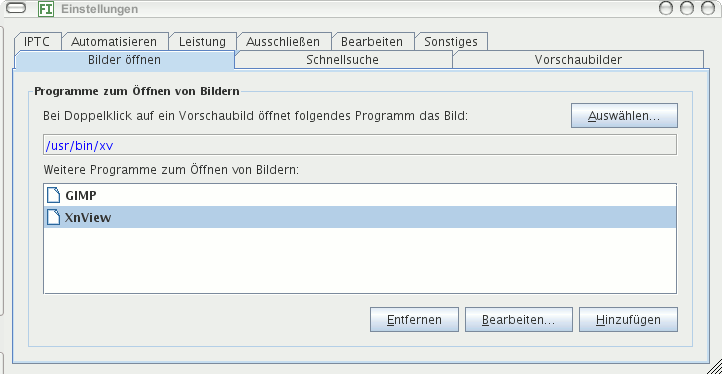 FI Einstellungen
IPTC Automatisieren Leistung Ausschließen Bearbeiten Sonstiges
Bilder öffnen Schnellsuche Vorschaubilder
Programme zum Öffnen von Bildern
Bei Doppelklick auf ein Vorschaubild öffnet folgendes Programm das Bild: Auswählen...
/usr/bin/xv
Weitere Programme zum Öffnen von Bildern:
GIMP
XnView
Entfernen Bearbeiten... Hinzufügen